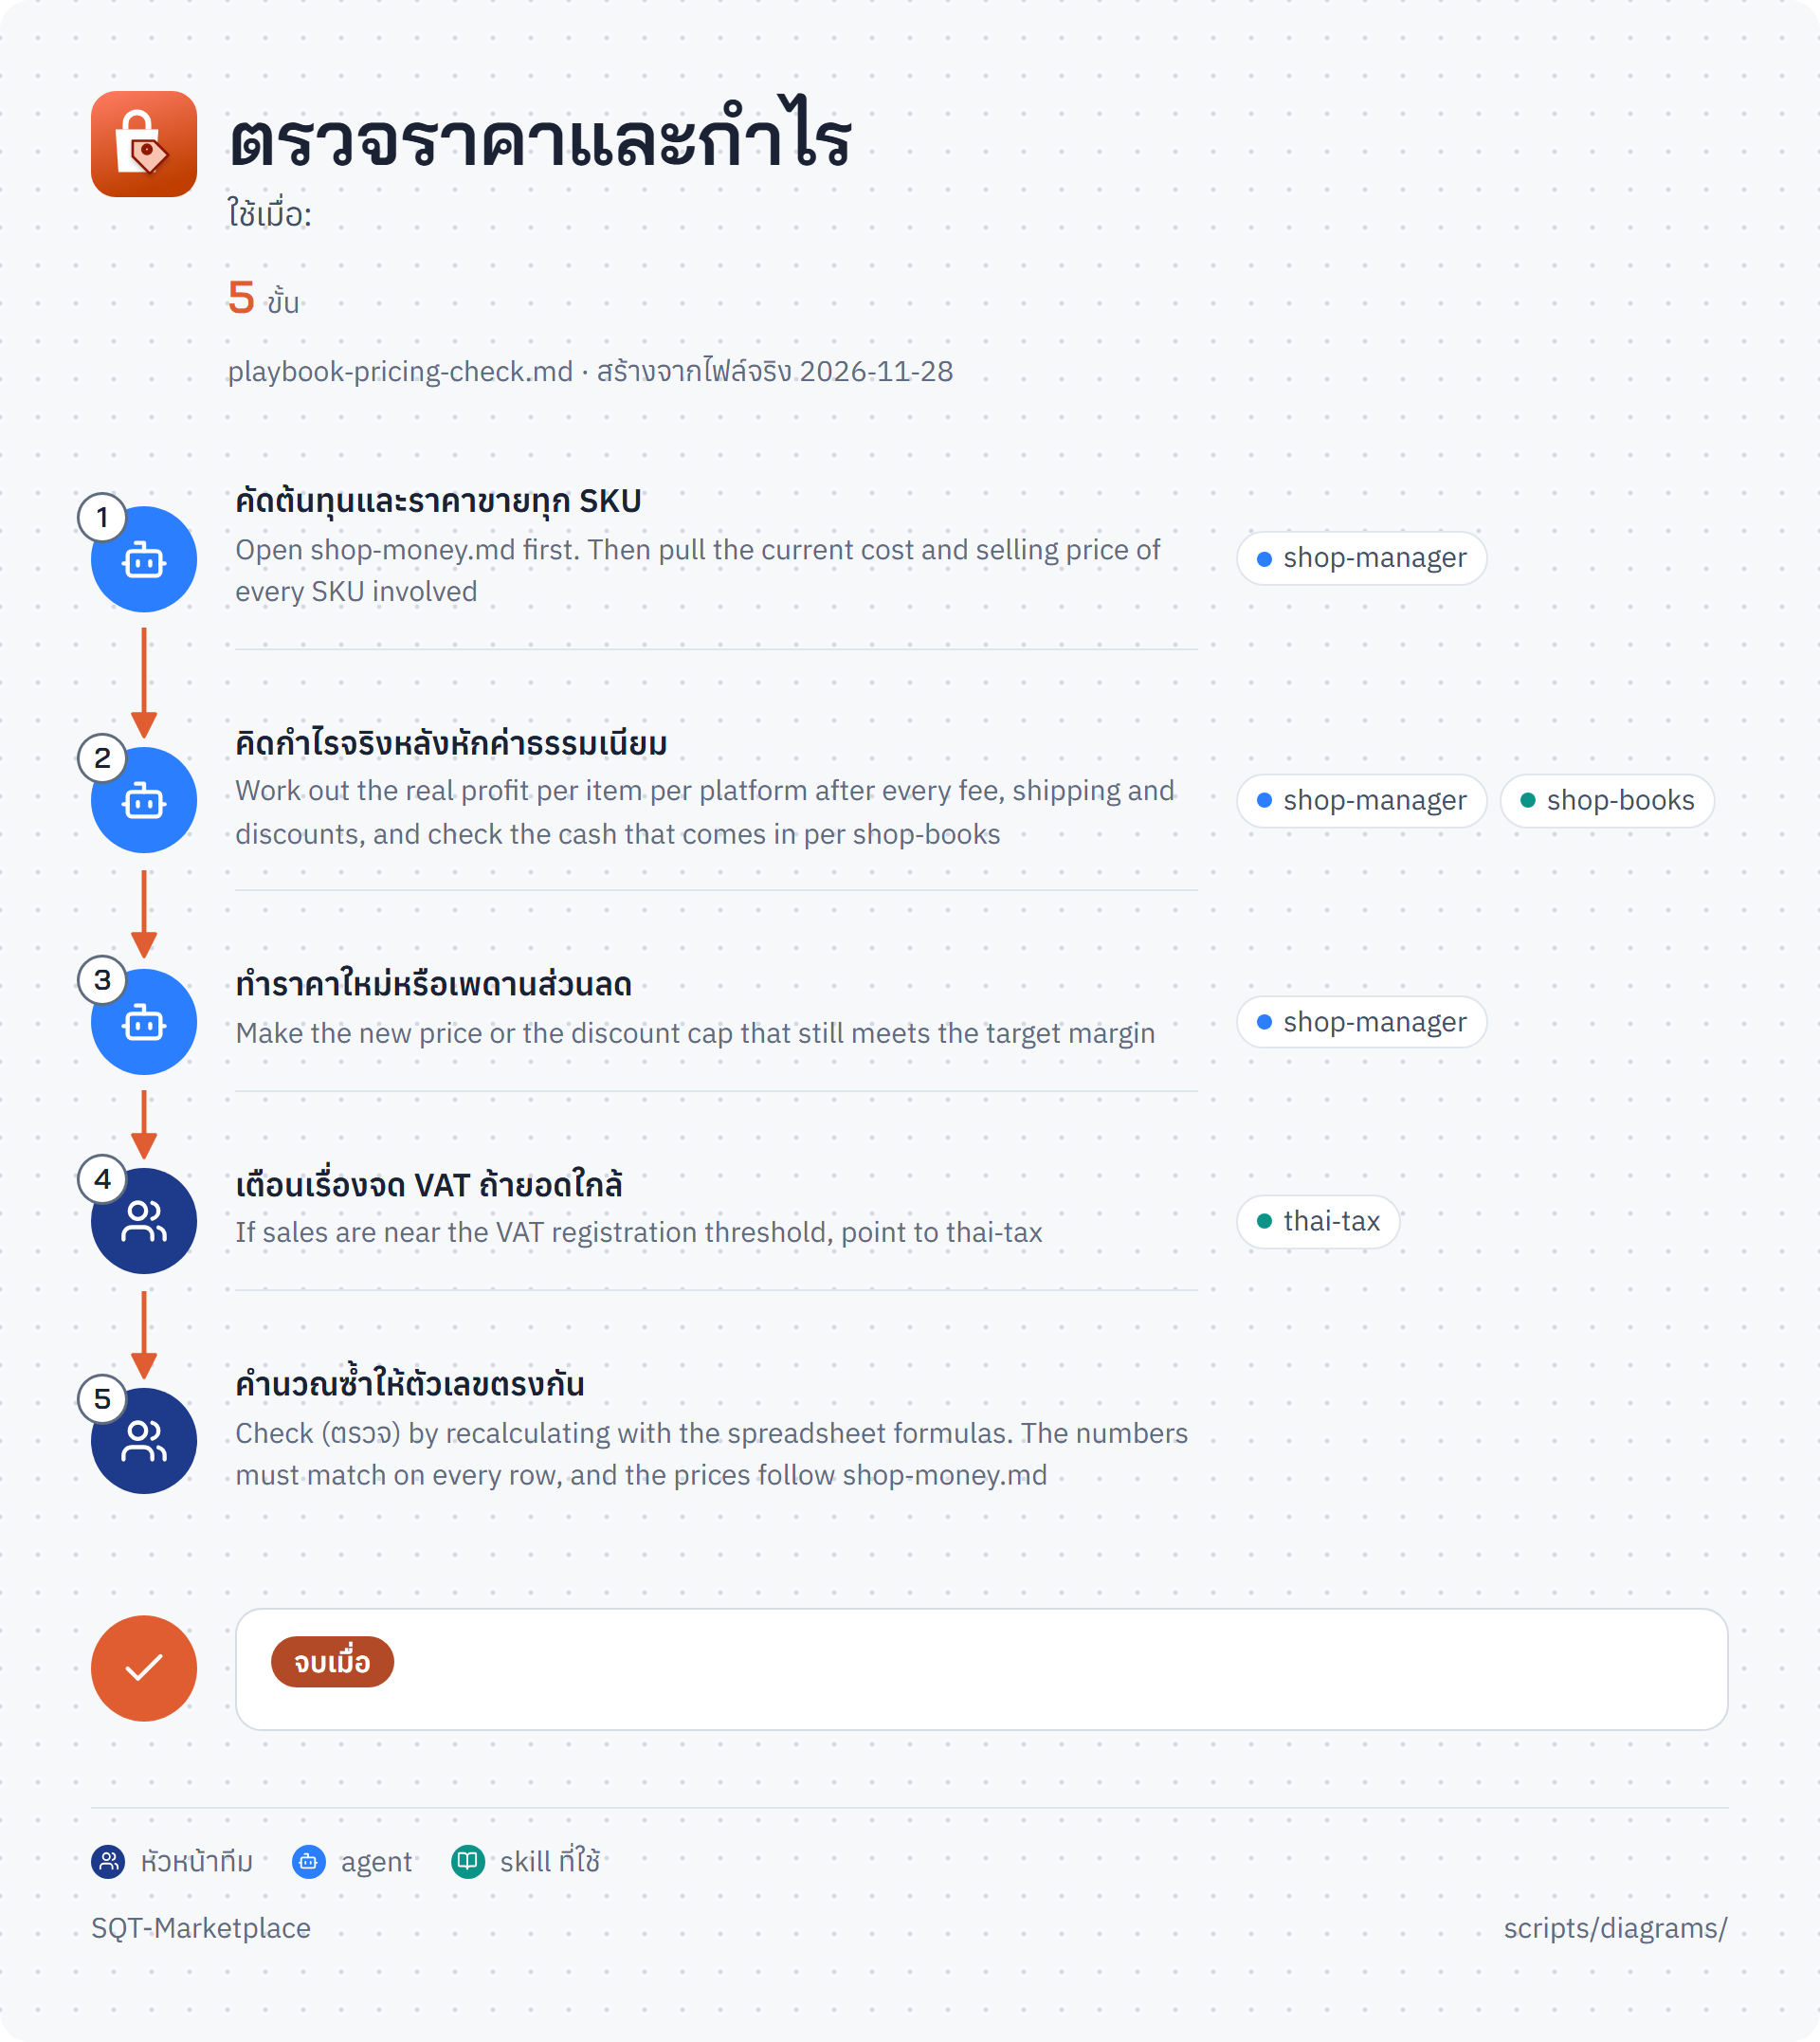 ตรวจราคาและกำไร
ใช้เมื่อ:
5 ขั้น
playbook-pricing-check.md · สร้างจากไฟล์จริง 2026-11-28
1
คัดต้นทุนและราคาขายทุก SKU
Open shop-money.md first. Then pull the current cost and selling price of
every SKU involved
shop-manager
2
คิดกำไรจริงหลังหักค่าธรรมเนียม
Work out the real profit per item per platform after every fee, shipping and
discounts, and check the cash that comes in per shop-books
shop-manager shop-books
3
ทำราคาใหม่หรือเพดานส่วนลด
Make the new price or the discount cap that still meets the target margin
shop-manager
4
เตือนเรื่องจด VAT ถ้ายอดใกล้
If sales are near the VAT registration threshold, point to thai-tax
thai-tax
5
คำนวณซ้ำให้ตัวเลขตรงกัน
Check (ตรวจ) by recalculating with the spreadsheet formulas. The numbers
must match on every row, and the prices follow shop-money.md
จบเมื่อ
หัวหน้าทีม agent skill ที่ใช้
SQT-Marketplace scripts/diagrams/